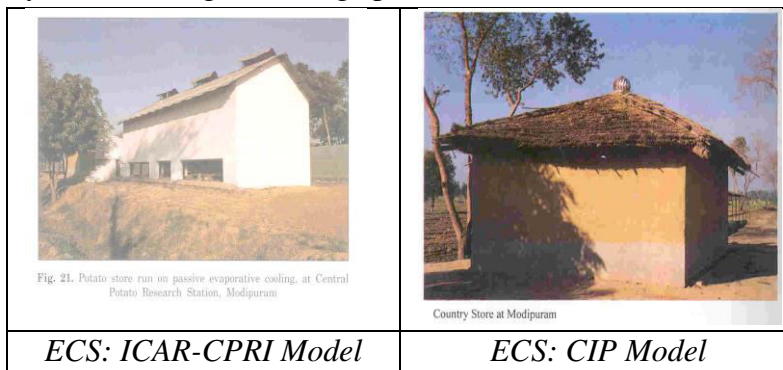 Fig. 21. Potato store run on passive evaporative cooling, at Central
Potato Research Station, Modipuram
Country Store at Modipuram
ECS: ICAR-CPRI Model
ECS: CIP Model